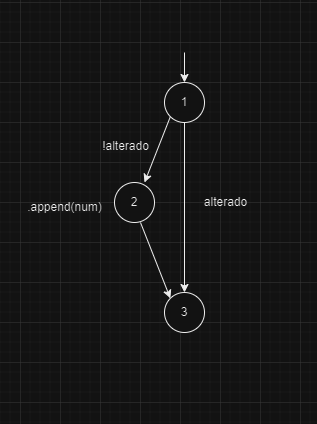 1
!alterado
2
.append(num)
alterado
3